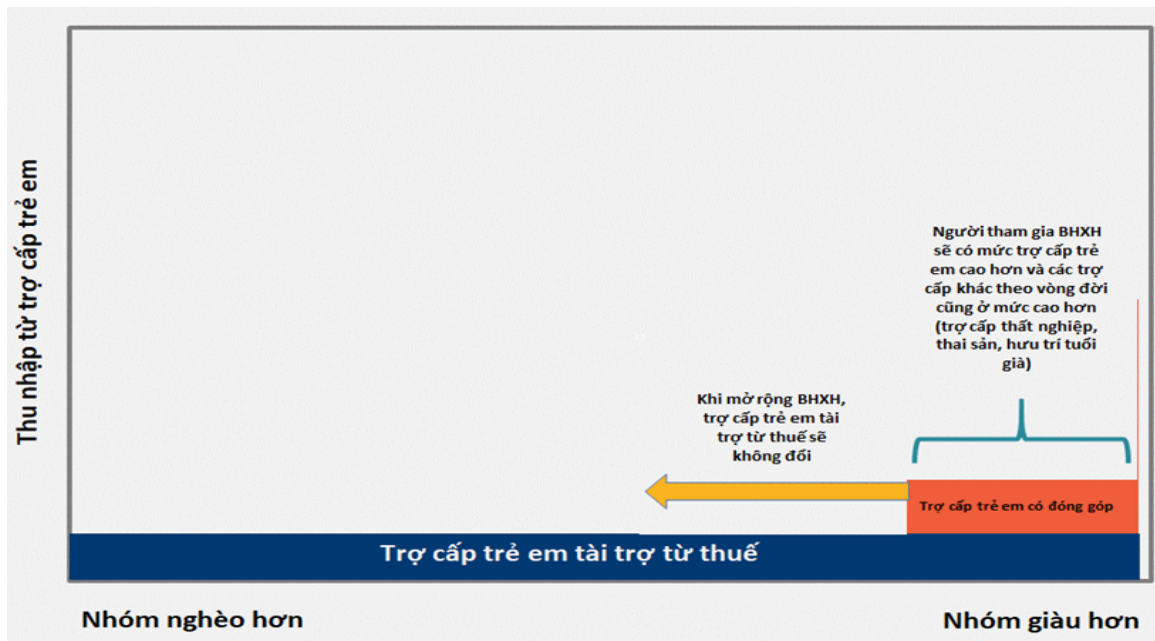 Thu nhập từ trợ cấp trẻ em
Người tham gia BHXH
sẽ có mức trợ cấp trẻ
em cao hơn và các trợ
cấp khác theo vòng đời
cũng ở mức cao hơn
(trợ cấp thất nghiệp,
thai sản, hưu trí tuổi
già)
Khi mở rộng BHXH,
trợ cấp trẻ em tài
trợ từ thuế sẽ
không đổi
Trợ cấp trẻ em có đóng góp
Trợ cấp trẻ em tài trợ từ thuế
Nhóm nghèo hơn
Nhóm giàu hơn